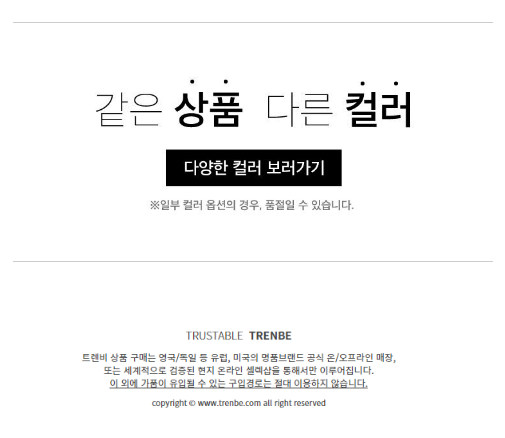 같은 상품 다른 컬러
다양한 컬러 보러가기
※일부 컬러 옵션의 경우, 품절일 수 있습니다.
TRUSTABLE TRENBE
트렌비 상품 구매는 영국/독일 등 유럽, 미국의 명품브랜드 공식 온/오프라인 매장,
또는 세계적으로 검증된 현지 온라인 셀렉샵을 통해서만 이루어집니다.
이 외에 가품이 유입될 수 있는 구입경로는 절대 이용하지 않습니다.
copyright © www.trenbe.com all right reserved